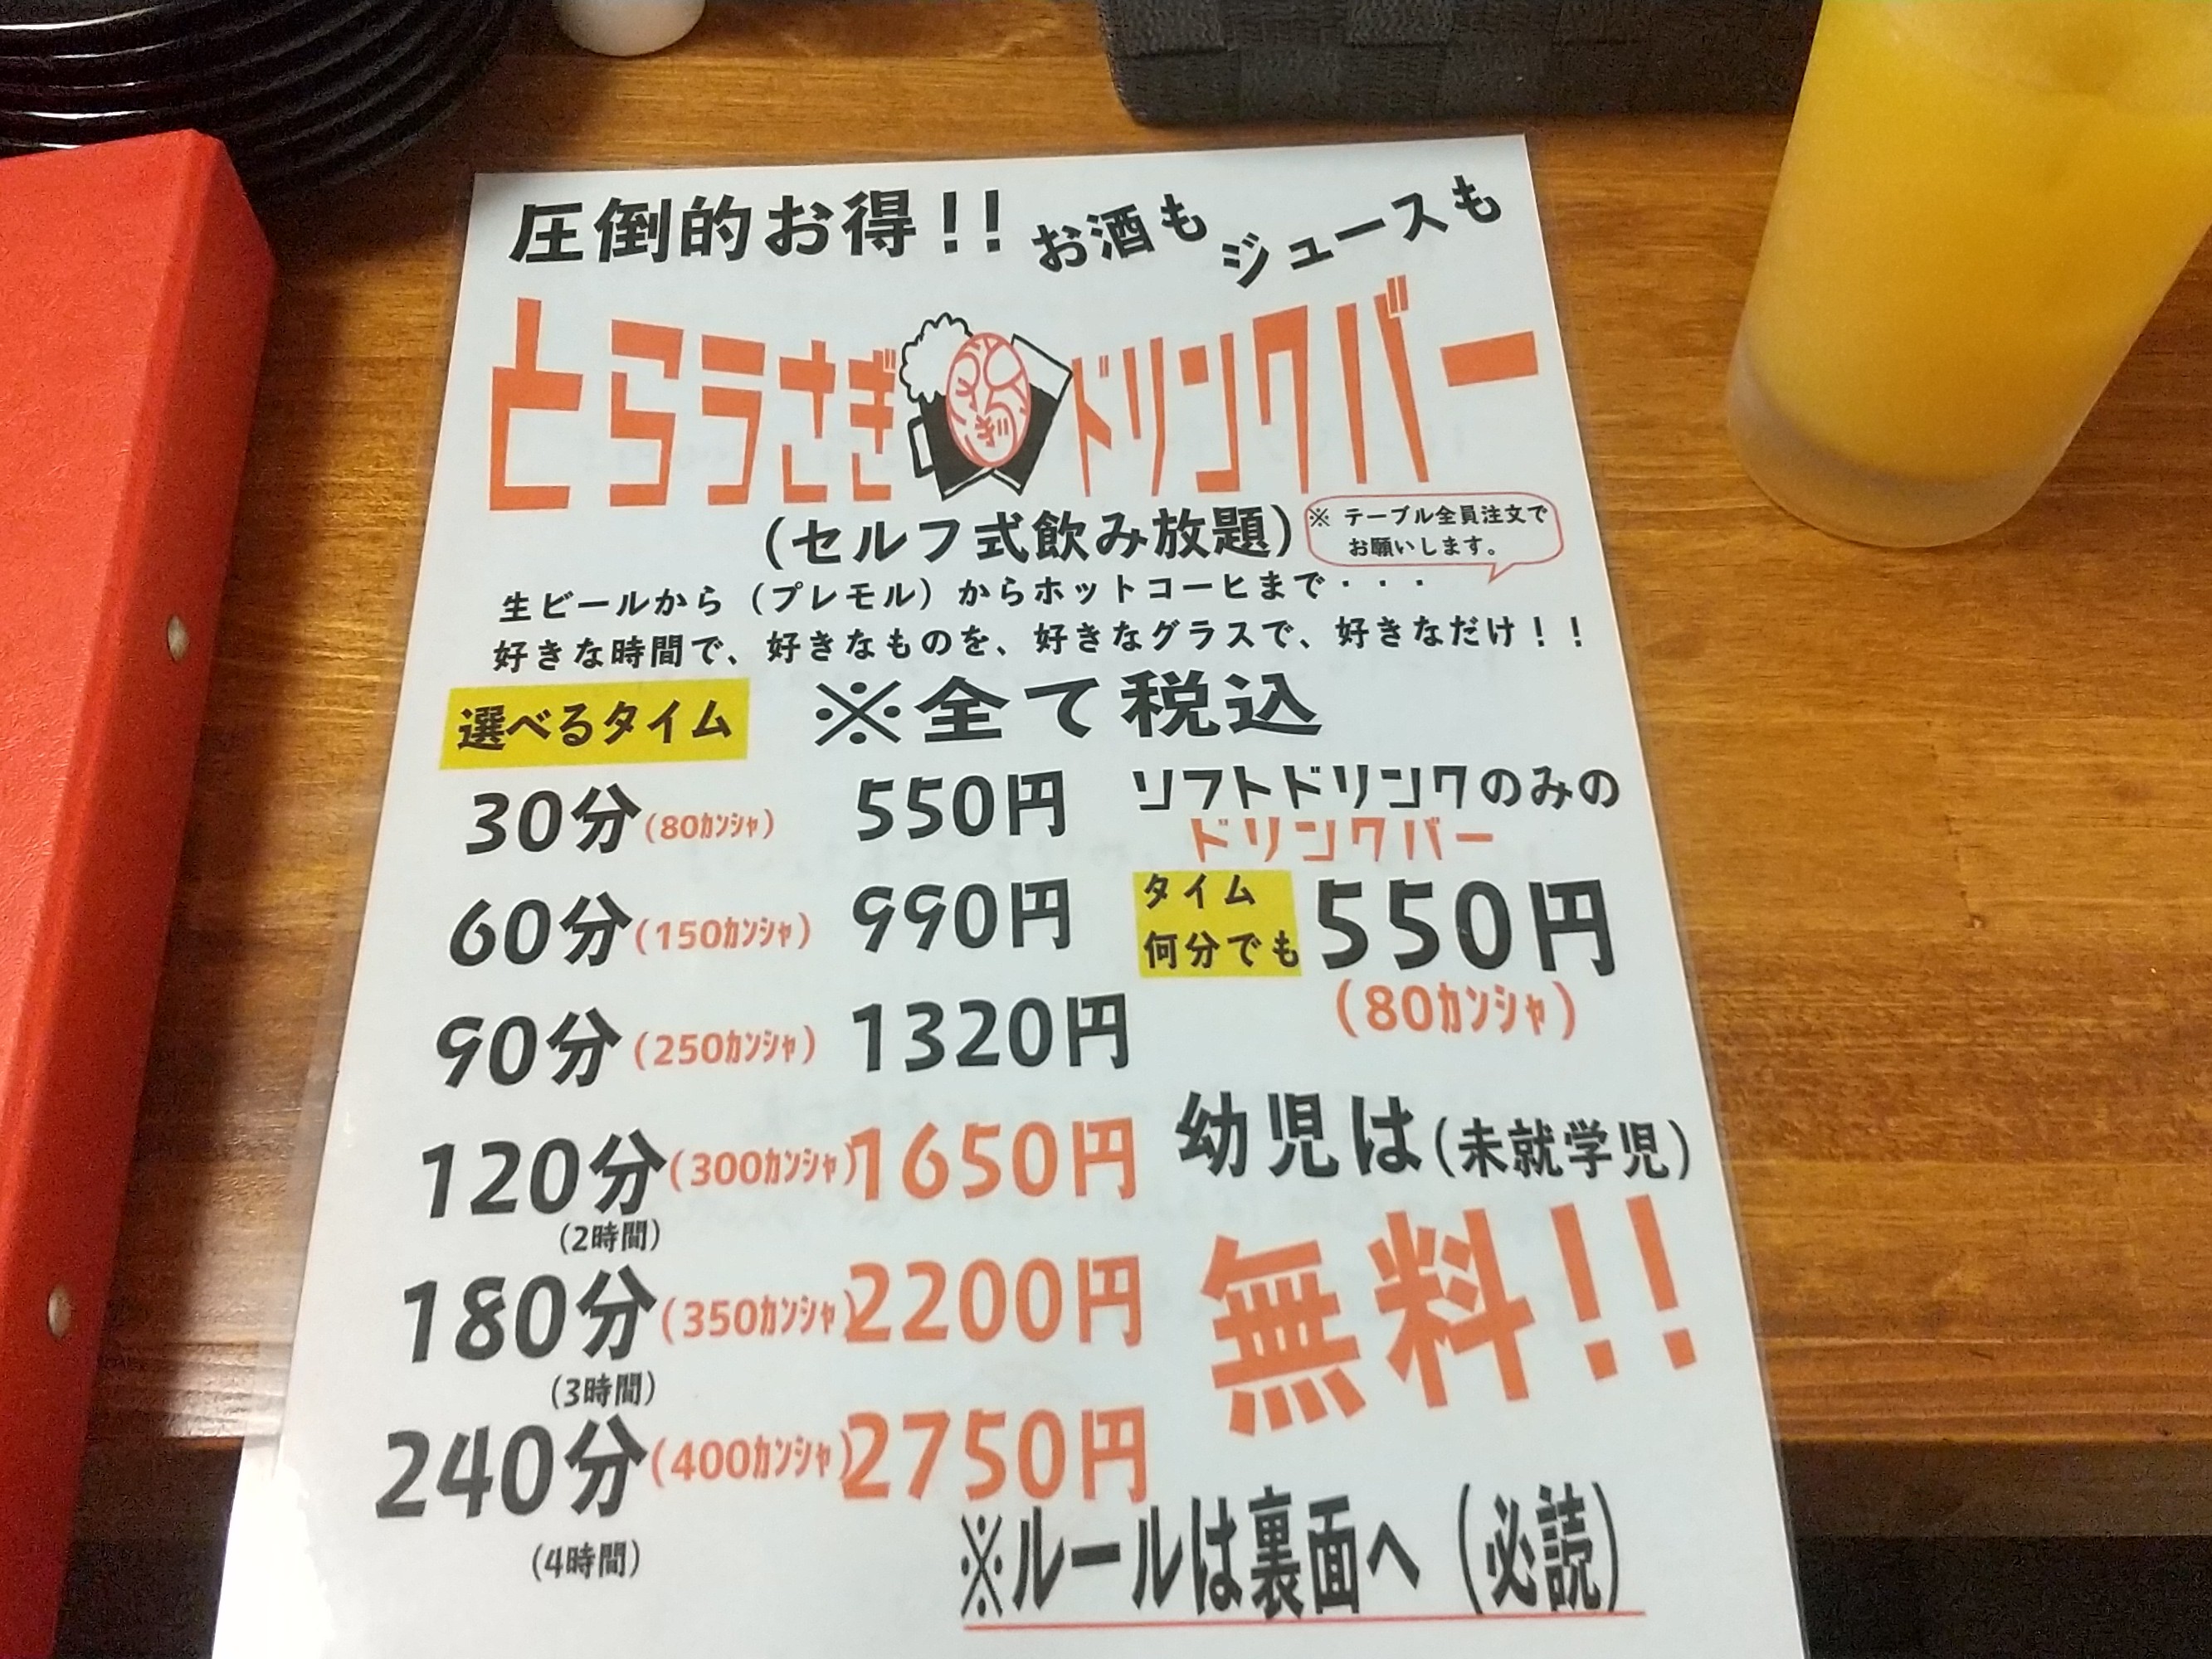 圧倒的お得!! お酒も ジュースも
とらうさぎ ドリンクバー
(セルフ式飲み放題)
※ テーブル全員注文で
お願いします。
生ビールから（プレモル）からホットコーヒまで・・・
好きな時間で、好きなものを、好きなグラスで、好きなだけ！！
選べるタイム ※全て税込
30分(80ｶﾝｼｬ) 550円
60分(150ｶﾝｼｬ) 990円
90分(250ｶﾝｼｬ) 1320円
120分(300ｶﾝｼｬ) 1650円
(2時間)
180分(350ｶﾝｼｬ) 2200円
(3時間)
240分(400ｶﾝｼｬ) 2750円
(4時間)
ソフトドリンクのみの
ドリンクバー
タイム
何分でも 550円
(80ｶﾝｼｬ)
幼児は(未就学児)
無料!!
※ルールは裏面へ（必読）